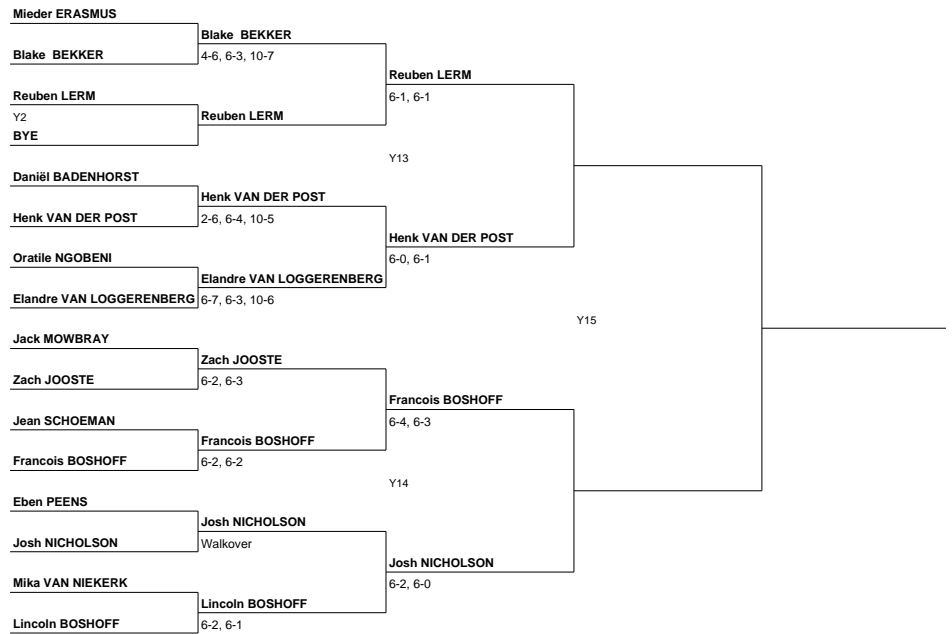 Mieder ERASMUS
Blake  BEKKER
Blake  BEKKER
4-6, 6-3, 10-7
Reuben LERM
6-1, 6-1
Reuben LERM
Y2
Reuben LERM
BYE
Y13
Daniël BADENHORST
Henk VAN DER POST
Henk VAN DER POST
2-6, 6-4, 10-5
Henk VAN DER POST
6-0, 6-1
Oratile NGOBENI
Elandre VAN LOGGERENBERG
Elandre VAN LOGGERENBERG
6-7, 6-3, 10-6
Y15
Jack MOWBRAY
Zach JOOSTE
Zach JOOSTE
6-2, 6-3
Francois BOSHOFF
6-4, 6-3
Jean SCHOEMAN
Francois BOSHOFF
Francois BOSHOFF
6-2, 6-2
Y14
Eben PEENS
Josh NICHOLSON
Josh NICHOLSON
Walkover
Josh NICHOLSON
6-2, 6-0
Mika VAN NIEKERK
Lincoln BOSHOFF
Lincoln BOSHOFF
6-2, 6-1